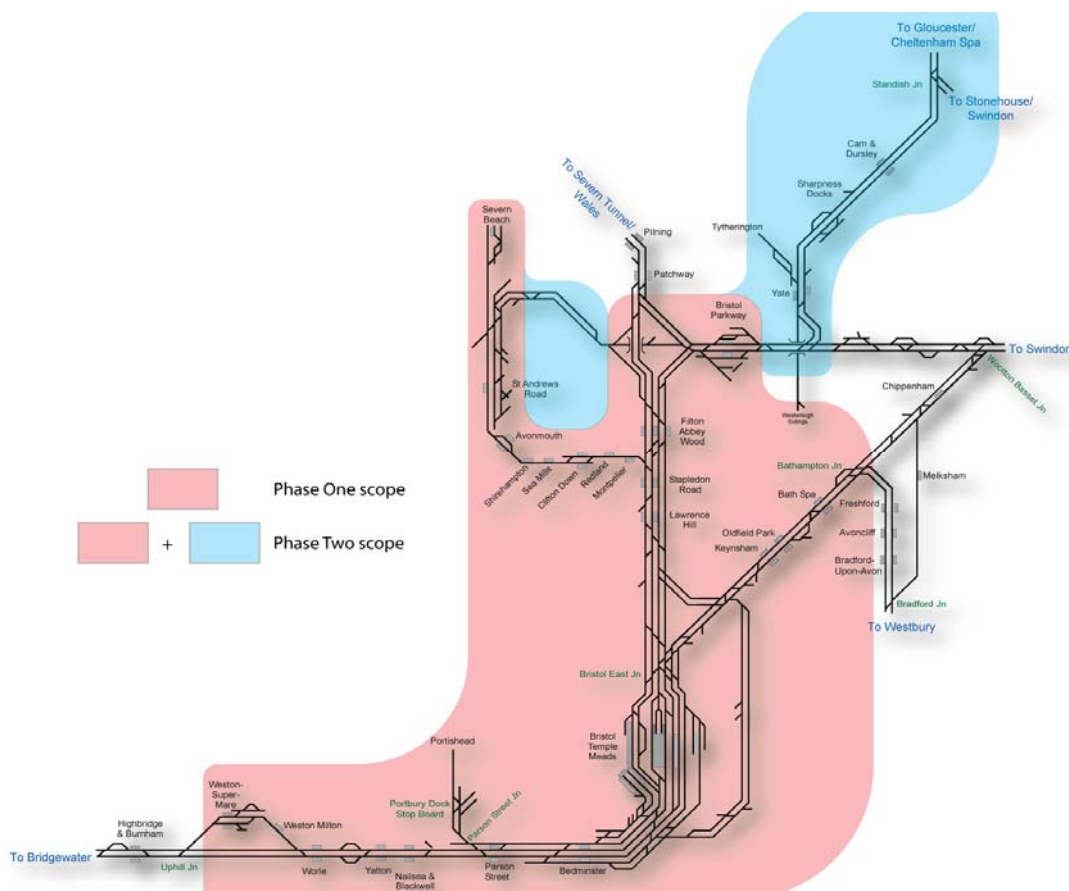 To Gloucester/
Cheltenham Spa
Standish Jn
To Stonehouse/
Swindon
Cam &
Dursley
Sharpness
Docks
To Severn Tunnel/
Wales
Severn
Beach
Pilning
Tytherington
Patchway
Yate
Bristol
Parkway
To Swindon
Wootton Basset Jn
Chippenham
St Andrews
Road
Westerleigh
Sidings
Avonmouth
Filton
Abbey
Wood
Shirehampton
Sea Mills
Clifton Down
Redland
Montpelier
Bathampton Jn
Melksham
Stapledon
Road
Bath Spa
Freshford
Phase One scope
Lawrence
Hill
Oldfield Park
Avoncliff
+
Phase Two scope
Keynsham
Bradford-
Upon-Avon
Bradford Jn
To Westbury
Bristol East Jn
Portishead
Bristol
Temple
Meads
Weston-
Super-
Mare
Portbury Dock
Stop Board
Parson Street Jn
Highbridge
& Burnham
Weston Milton
To Bridgewater
Uphill Jn
Worle
Yatton
Nailsea &
Blackwell
Parson
Street
Bedminster